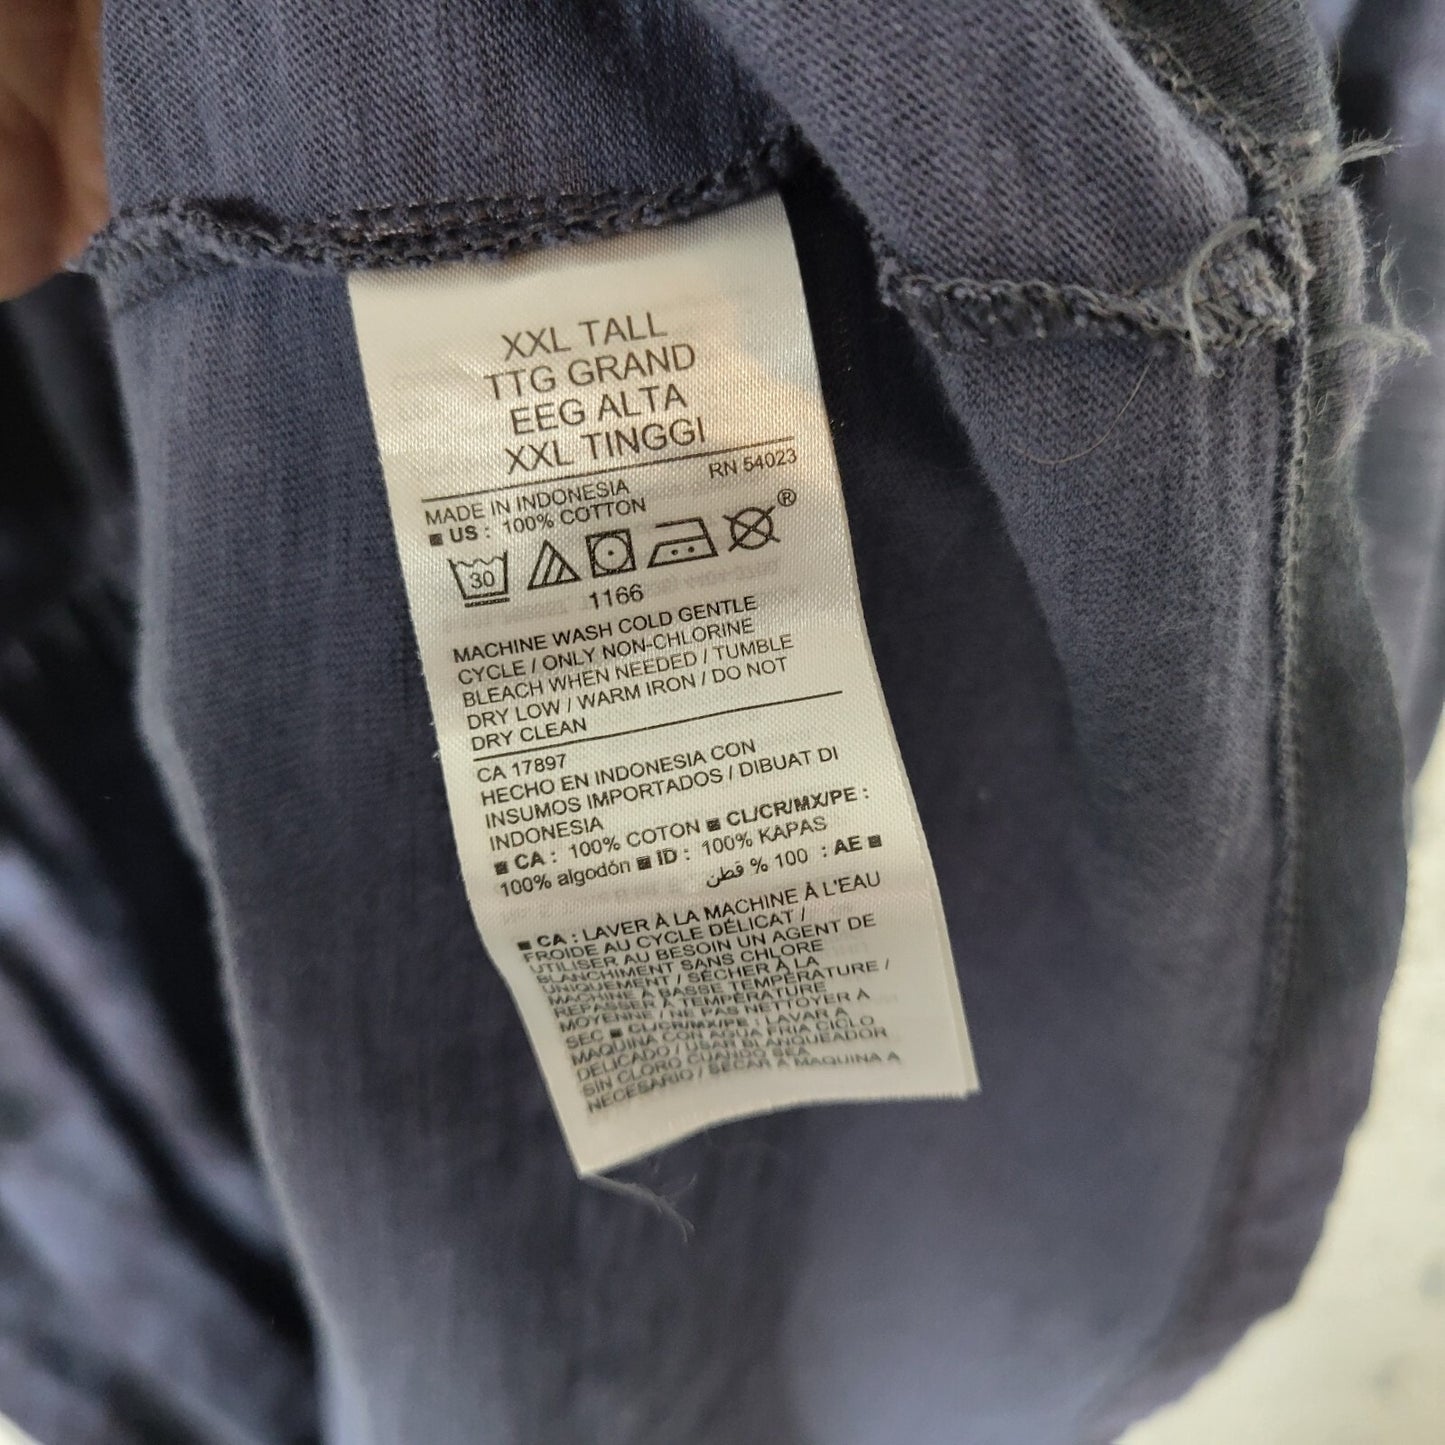 XXL TALL
TTG GRAND
EEG ALTA
XXL TINGGI
RN 54023
MADE IN INDONESIA
■ US : 100% COTTON
30
®
1166
MACHINE WASH COLD GENTLE
CYCLE / ONLY NON-CHLORINE
BLEACH WHEN NEEDED / TUMBLE
DRY LOW / WARM IRON / DO NOT
DRY CLEAN
CA 17897
HECHO EN INDONESIA CON
INSUMOS IMPORTADOS / DIBUAT DI
INDONESIA
■ CA : 100% COTON ■ CL/CR/MX/PE :
100% algodón ■ ID : 100% KAPAS
■ AE : 100 % قطن
■ CA : LAVER À LA MACHINE À L'EAU
FROIDE AU CYCLE DÉLICAT /
UTILISER AU BESOIN UN AGENT DE
BLANCHIMENT SANS CHLORE
UNIQUEMENT / SÉCHER À LA
MACHINE À BASSE TEMPÉRATURE /
REPASSER À TEMPÉRATURE
MOYENNE / NE PAS NETTOYER À
SEC ■ CL/CR/MX/PE : LAVAR A
MAQUINA CON AGUA FRIA CICLO
DELICADO / USAR BLANQUEADOR
SIN CLORO CUANDO SEA
NECESARIO / SECAR A MAQUINA A